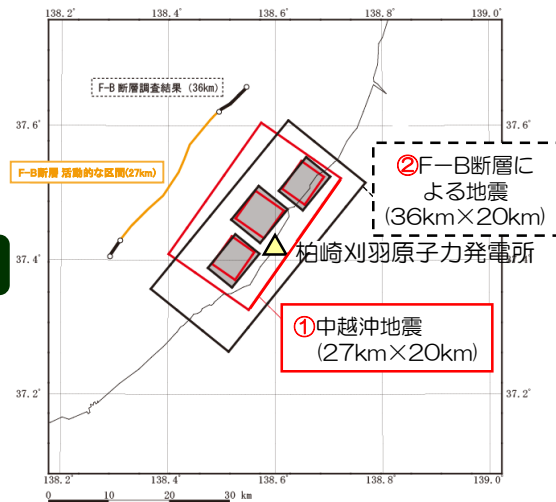 138.2°
138.4°
138.6°
138.8°
139.0°
F-B 断層調査結果 (36km)
37.6°
37.6°
F-B断層 活動的な区間(27km)
②F-B断層に
よる地震
(36km×20km)
37.4°
柏崎刈羽原子力発電所
①中越沖地震
(27km×20km)
37.2°
37.2°
138.2°
138.4°
138.6°
138.8°
139.0°
0
10
20
30 km